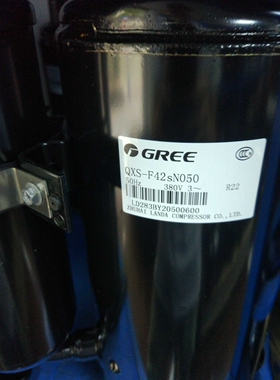 GREE
QXS-F42sN050
50Hz 380V 3~ R22
LD283BY20500600
ZHUHAI LANDA COMPRESSOR CO.,LTD.